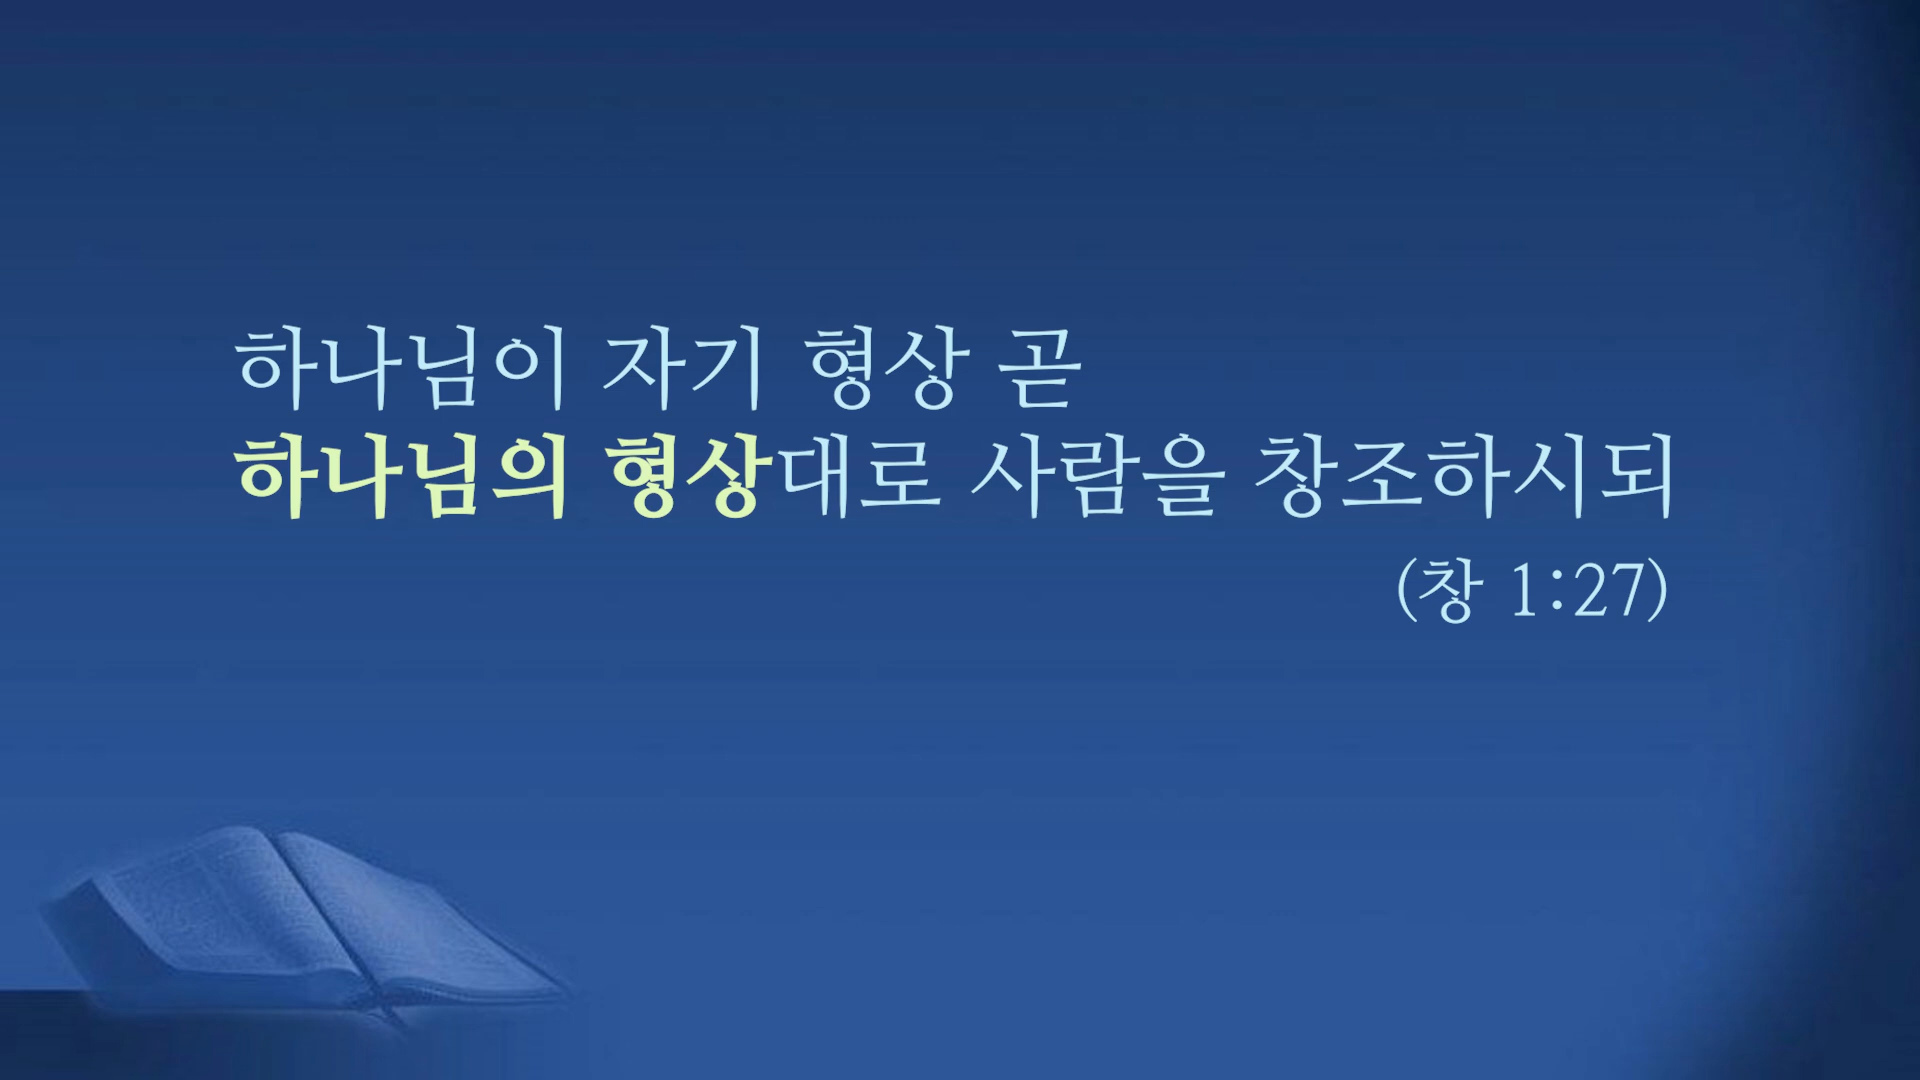 하나님이 자기 형상 곧
하나님의 형상대로 사람을 창조하시되
(창 1:27)